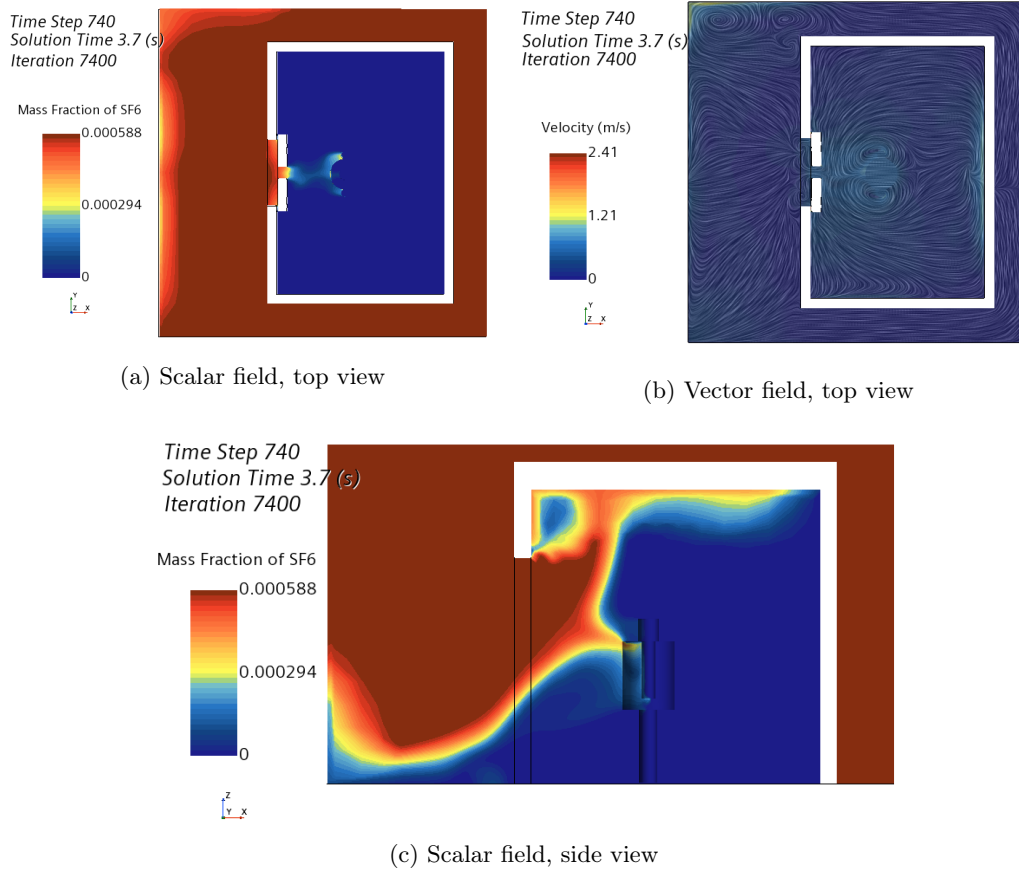 Time Step 740
Solution Time 3.7 (s)
Iteration 7400
Mass Fraction of SF6
0.000588
0.000294
0
Y
Z X
Time Step 740
Solution Time 3.7 (s)
Iteration 7400
Velocity (m/s)
2.41
1.21
0
Y
Z X
(a) Scalar field, top view
(b) Vector field, top view
Time Step 740
Solution Time 3.7 (s)
Iteration 7400
Mass Fraction of SF6
0.000588
0.000294
0
Z
Y X
(c) Scalar field, side view